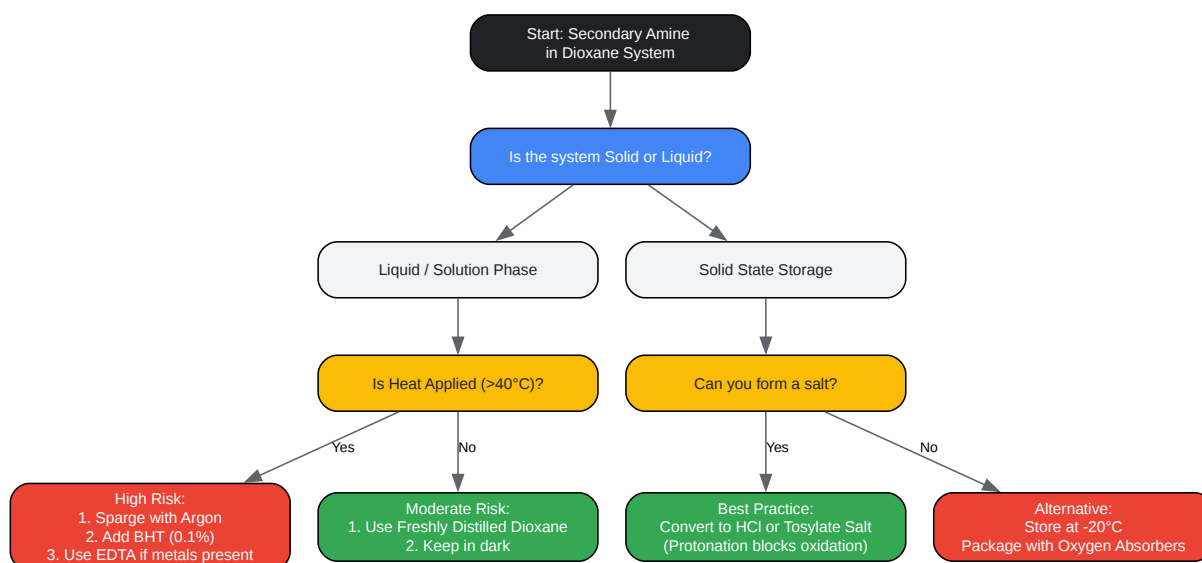 Start: Secondary Amine
in Dioxane System
Is the system Solid or Liquid?
Liquid / Solution Phase
Solid State Storage
Is Heat Applied (>40°C)?
Can you form a salt?
Yes
No
Yes
No
High Risk:
1. Sparge with Argon
2. Add BHT (0.1%)
3. Use EDTA if metals present
Moderate Risk:
1. Use Freshly Distilled Dioxane
2. Keep in dark
Best Practice:
Convert to HCl or Tosylate Salt
(Protonation blocks oxidation)
Alternative:
Store at -20°C
Package with Oxygen Absorbers